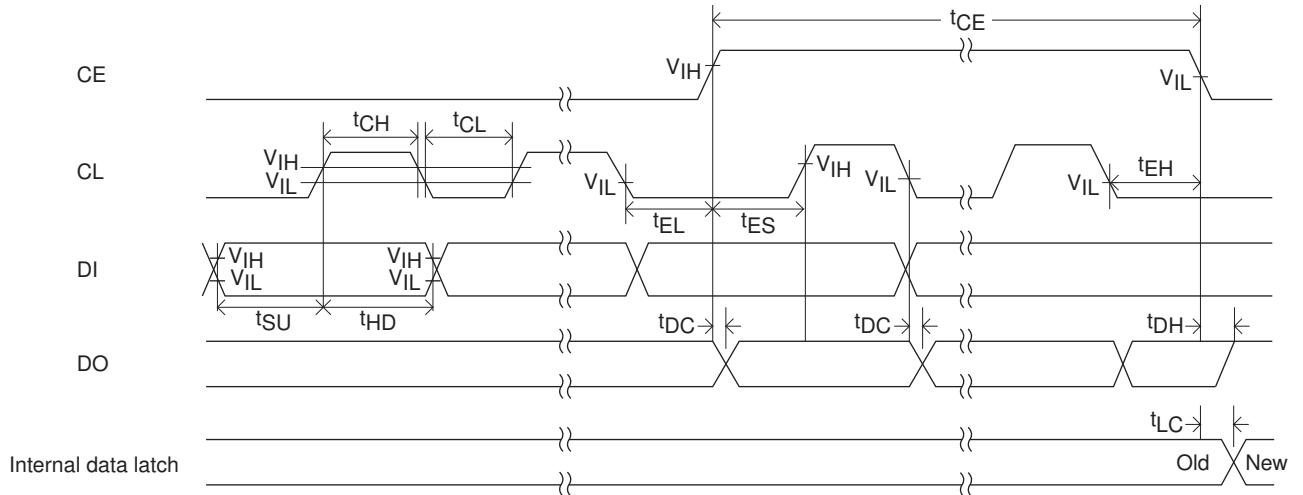 tCE
CE
VIH
VIL
tCH
tCL
CL
VIH
VIL
VIL
VIH
VIL
VIL
tEH
tEL
tES
DI
VIH
VIL
VIH
VIL
tSU
tHD
tDC
tDC
tDH
DO
tLC
Internal data latch
Old
New